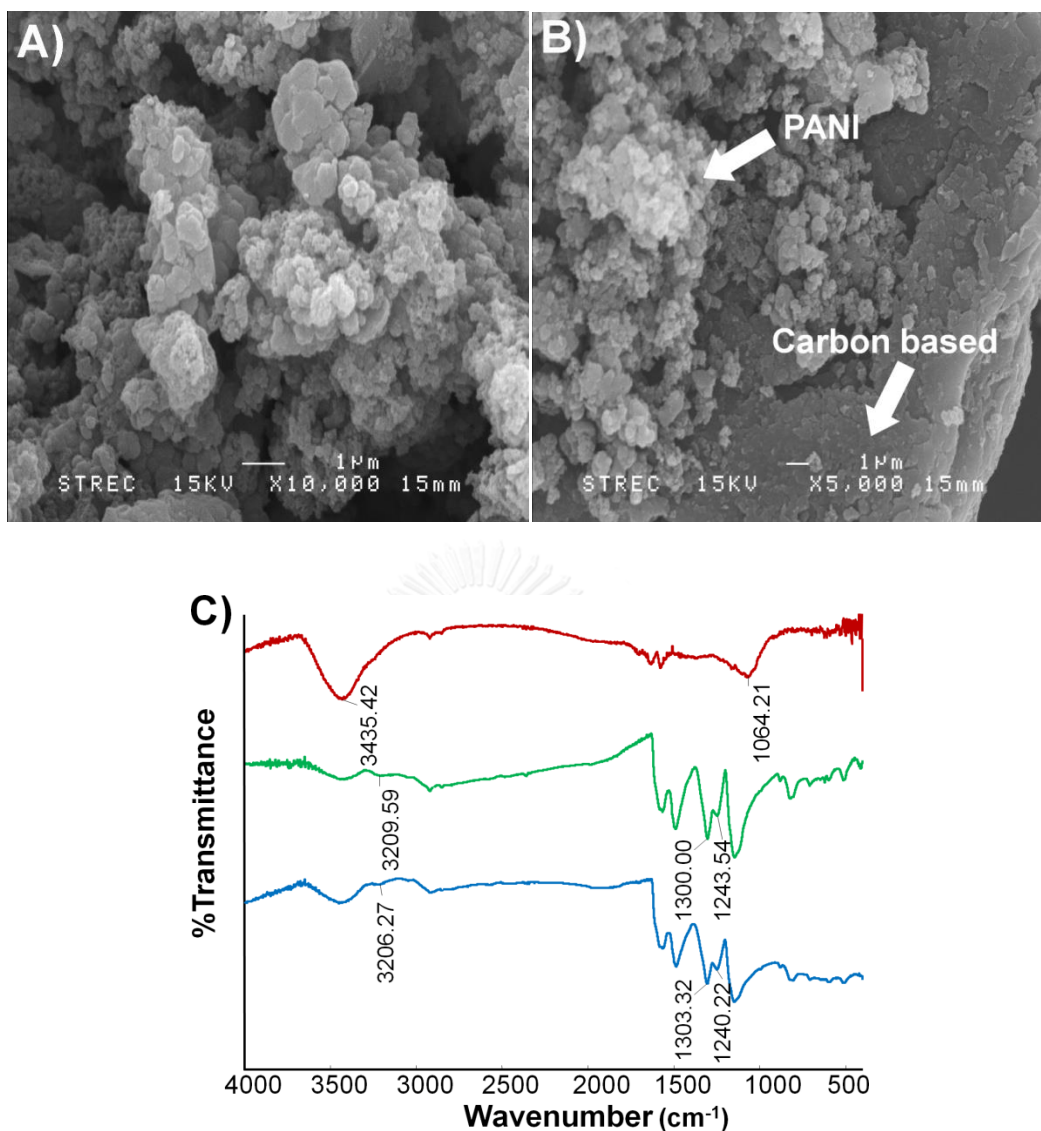 A)
1µm
STREC 15KV X10,000 15mm
B)
PANI
Carbon based
1µm
STREC 15KV X5,000 15mm
C)
%Transmittance
3435.42
1064.21
3209.59
1300.00
1243.54
3206.27
1303.32
1240.22
4000 3500 3000 2500 2000 1500 1000 500
Wavenumber (cm⁻¹)